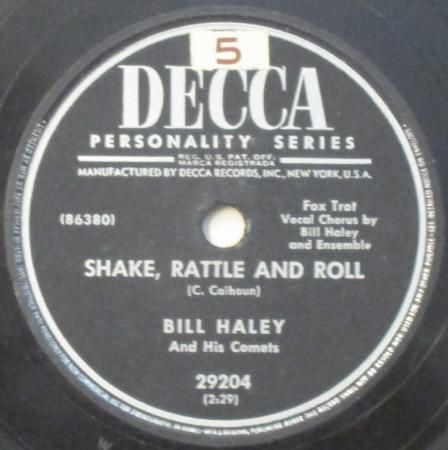 5
DECCA
PERSONALITY SERIES
REG. U.S. PAT. OFF.
MARCA REGISTRADA
MANUFACTURED BY DECCA RECORDS, INC., NEW YORK, U.S.A.
(86380)
Fox Trot
Vocal Chorus by
Bill Haley
and Ensemble
SHAKE, RATTLE AND ROLL
(C. Calhoun)
BILL HALEY
And His Comets
29204
(2:29)